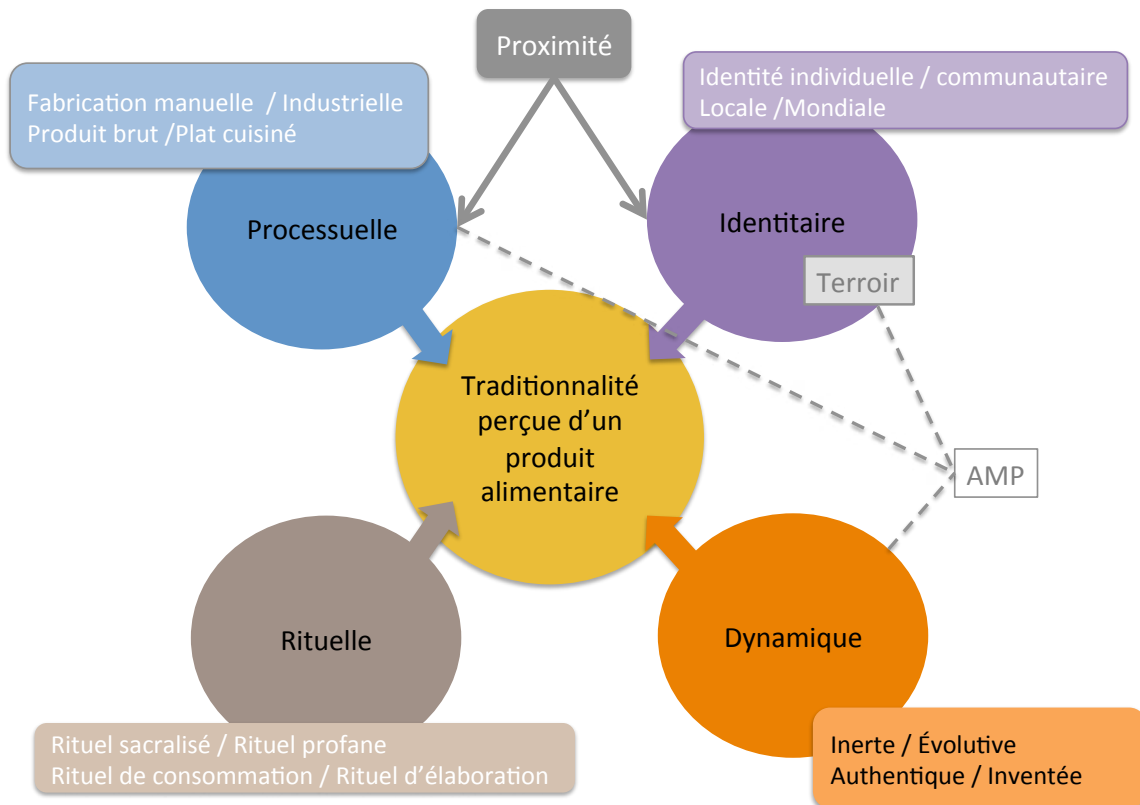 Proximité
Fabrication manuelle / Industrielle
Produit brut /Plat cuisiné
Identité individuelle / communautaire
Locale /Mondiale
Processuelle
Identitaire
Terroir
Traditionnalité
perçue d'un
produit
alimentaire
AMP
Rituelle
Dynamique
Rituel sacralisé / Rituel profane
Rituel de consommation / Rituel d'élaboration
Inerte / Évolutive
Authentique / Inventée